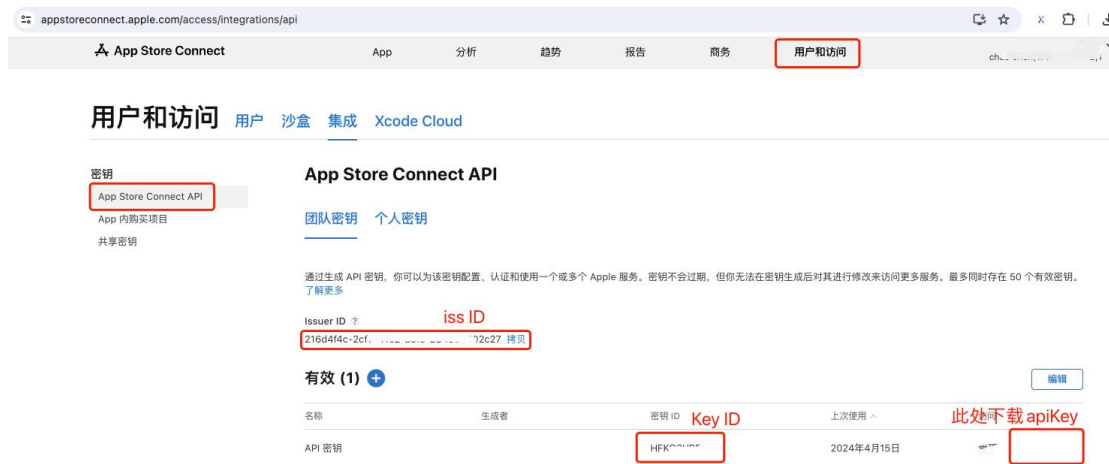 appstoreconnect.apple.com/access/integrations/api
App Store Connect App 分析 趋势 报告 商务 用户和访问
用户和访问 用户 沙盒 集成 Xcode Cloud
密钥
App Store Connect API
App 内购买项目
共享密钥
App Store Connect API
团队密钥 个人密钥
通过生成 API 密钥，你可以为该密钥配置、认证和使用一个或多个 Apple 服务。密钥不会过期，但你无法在密钥生成后对其进行修改来访问更多服务。最多同时存在 50 个有效密钥。
了解更多
Issuer ID ? iss ID
216d4f4c-2cf 拷贝
有效 (1) 编辑
名称 生成者 密钥 ID Key ID 上次使用 此处下载apiKey
API 密钥 2024年4月15日